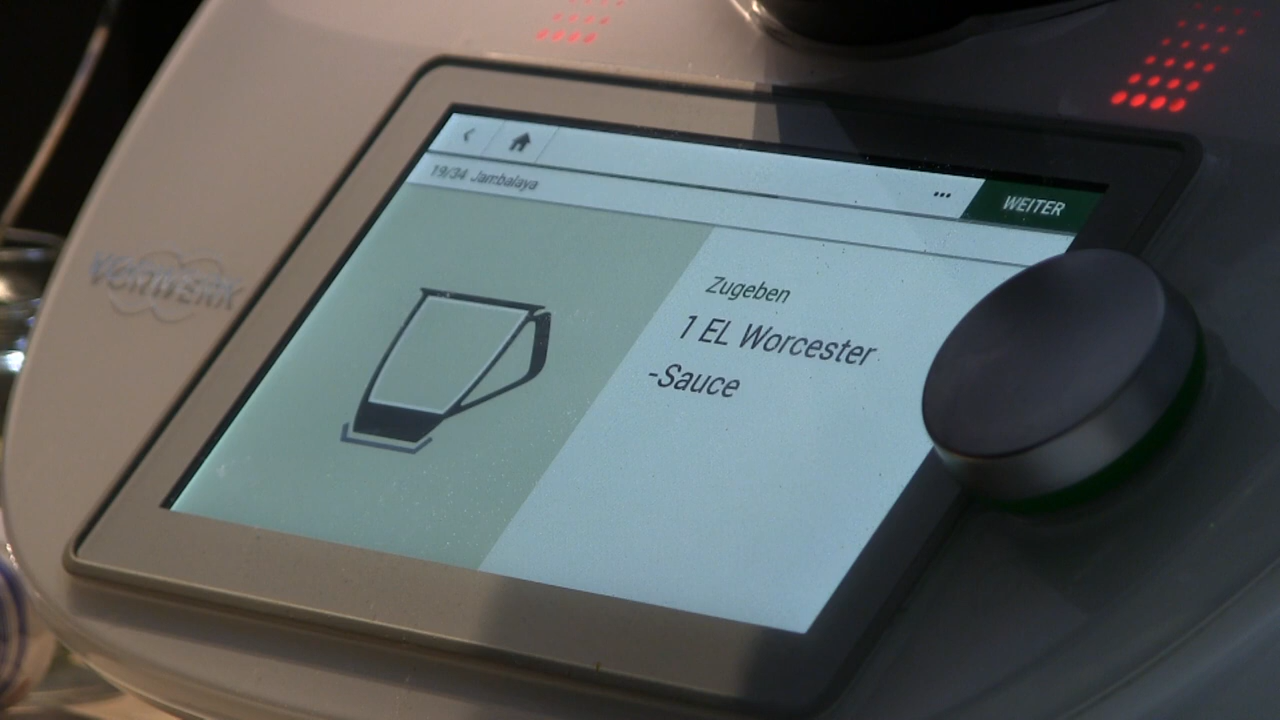 WEITER
19/34 Jambalaya
Zugeben
1 EL Worcester
-Sauce
VORWERK